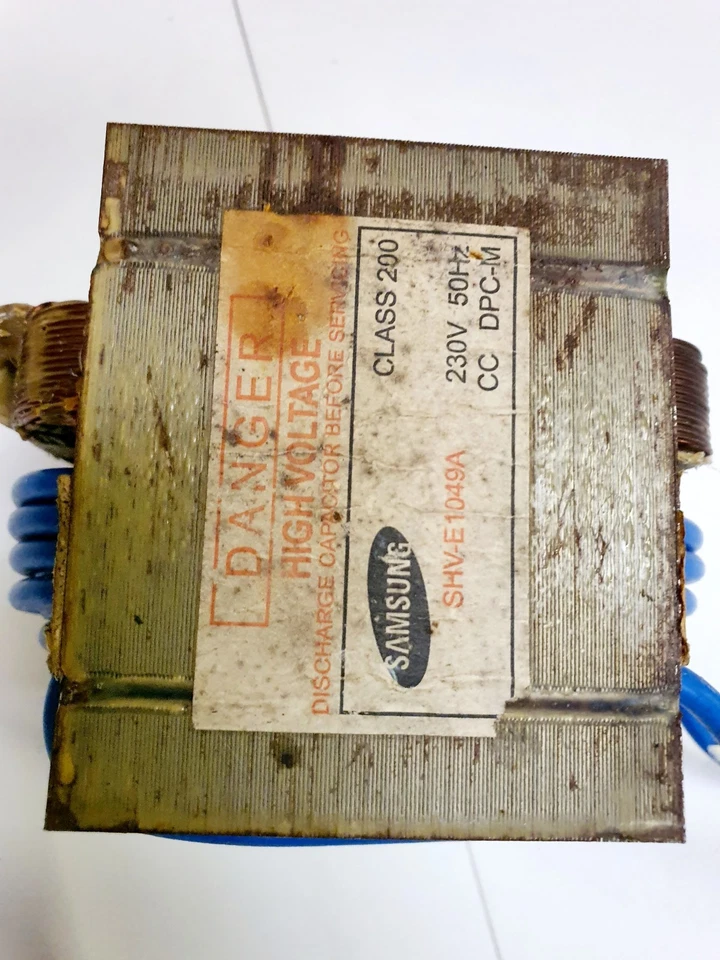 DANGER
HIGH VOLTAGE
DISCHARGE CAPACITOR BEFORE SERVICING
SAMSUNG
CLASS 200
SHV-E1049A
230V 50Hz
CC DPC-M